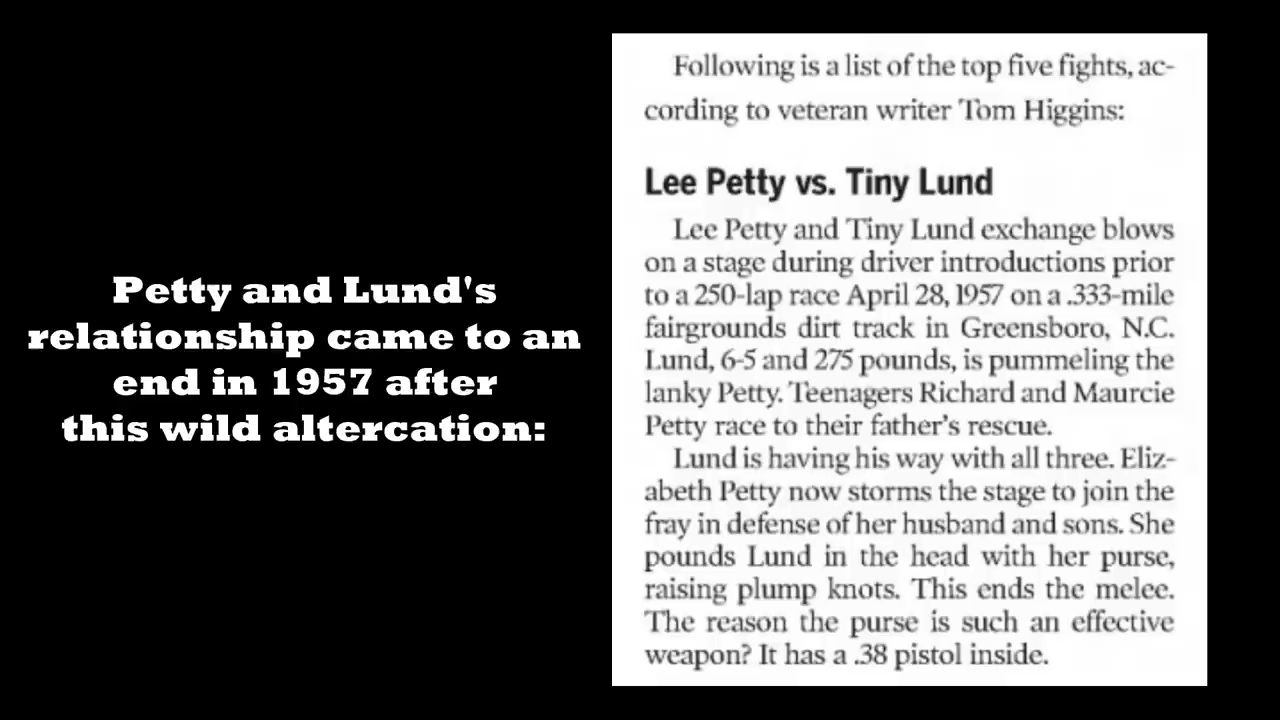 Petty and Lund's
relationship came to an
end in 1957 after
this wild altercation:
Following is a list of the top five fights, ac-
cording to veteran writer Tom Higgins:
Lee Petty vs. Tiny Lund
Lee Petty and Tiny Lund exchange blows
on a stage during driver introductions prior
to a 250-lap race April 28, 1957 on a .333-mile
fairgrounds dirt track in Greensboro, N.C.
Lund, 6-5 and 275 pounds, is pummeling the
lanky Petty. Teenagers Richard and Maurcie
Petty race to their father's rescue.
Lund is having his way with all three. Eliz-
abeth Petty now storms the stage to join the
fray in defense of her husband and sons. She
pounds Lund in the head with her purse,
raising plump knots. This ends the melee.
The reason the purse is such an effective
weapon? It has a .38 pistol inside.